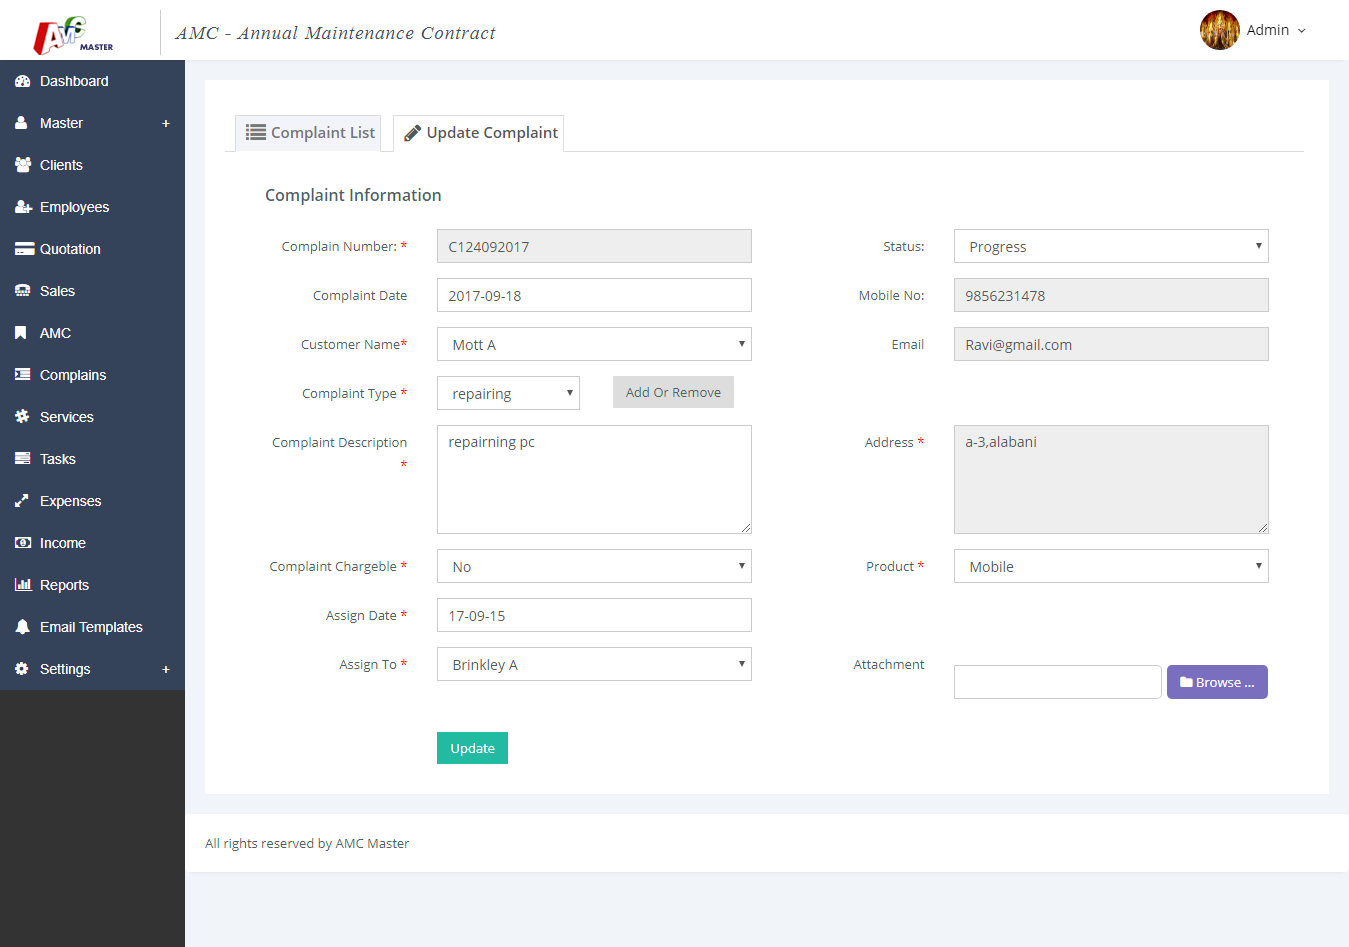 AMC MASTER
AMC - Annual Maintenance Contract
Admin
Dashboard
Master +
Clients
Employees
Quotation
Sales
AMC
Complains
Services
Tasks
Expenses
Income
Reports
Email Templates
Settings +
Complaint List
Update Complaint
Complaint Information
Complain Number: * C124092017
Status: Progress
Complaint Date 2017-09-18
Mobile No: 9856231478
Customer Name* Mott A
Email Ravi@gmail.com
Complaint Type * repairing Add Or Remove
Complaint Description * repairning pc
Address * a-3,alabani
Complaint Chargeble * No
Product * Mobile
Assign Date * 17-09-15
Assign To * Brinkley A
Attachment Browse ...
Update
All rights reserved by AMC Master